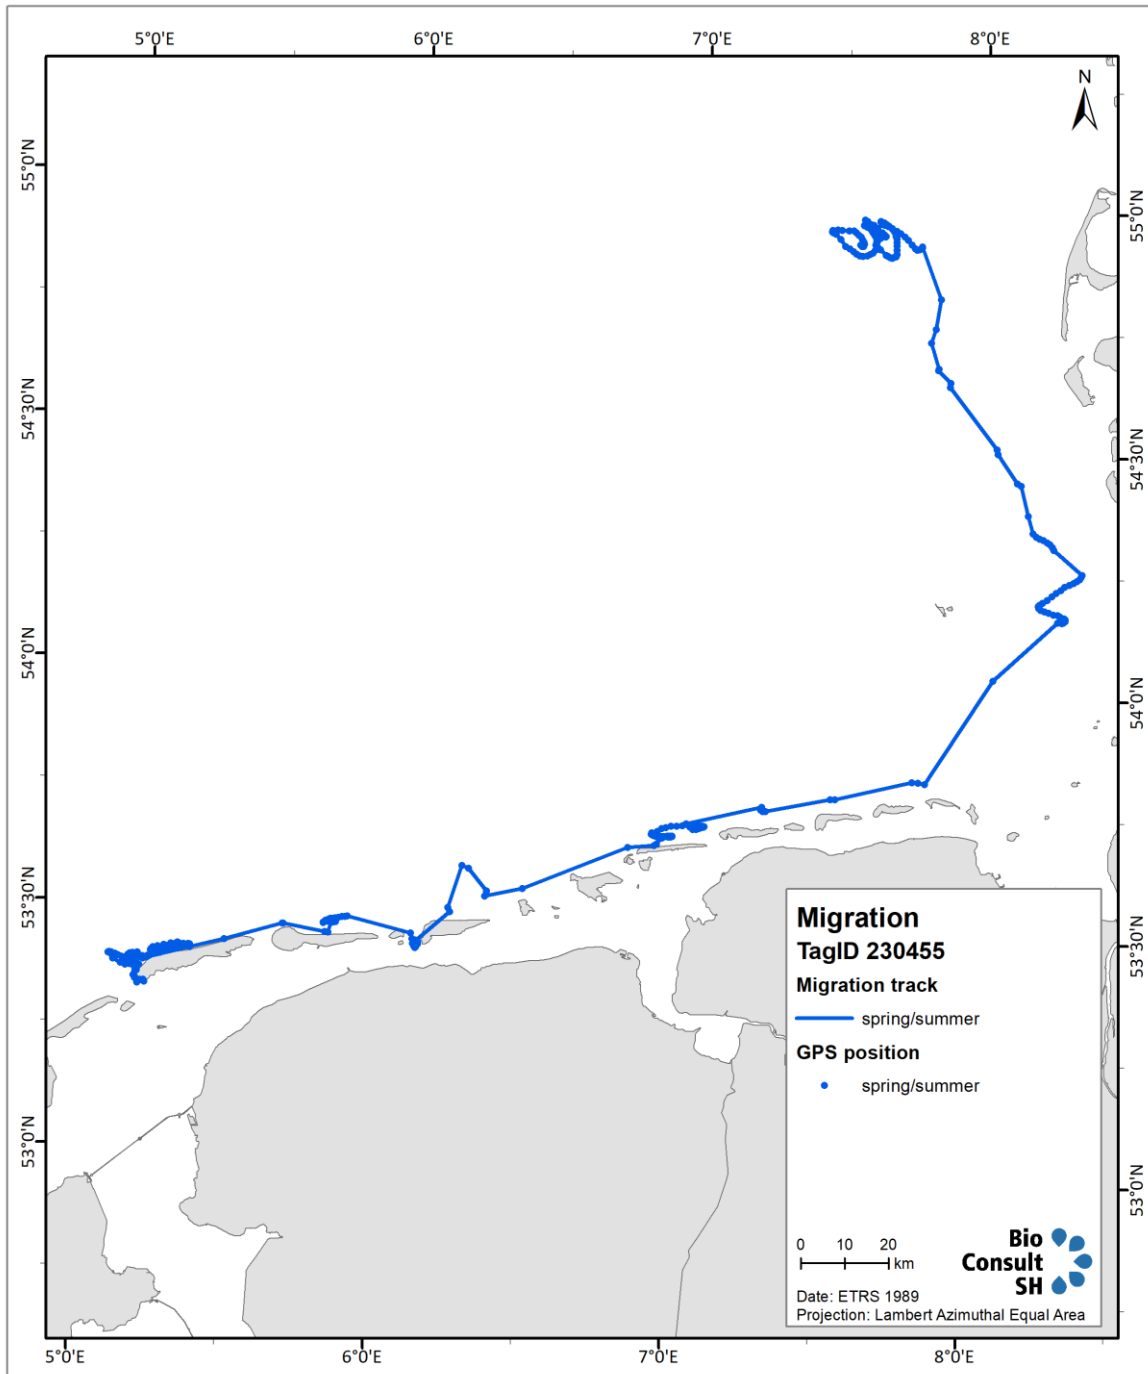 5°0'E 6°0'E 7°0'E 8°0'E
N
55°0'N
55°0'N
54°30'N
54°30'N
54°0'N
54°0'N
53°30'N
53°30'N
53°0'N
53°0'N
Migration
TagID 230455
Migration track
spring/summer
GPS position
spring/summer
0 10 20
km
Bio
Consult
SH
Date: ETRS 1989
Projection: Lambert Azimuthal Equal Area
5°0'E 6°0'E 7°0'E 8°0'E